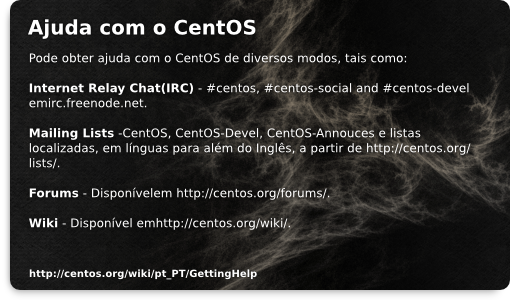 Ajuda com o CentOS
Pode obter ajuda com o CentOS de diversos modos, tais como:
Internet Relay Chat(IRC) - #centos, #centos-social and #centos-devel
emirc.freenode.net.
Mailing Lists -CentOS, CentOS-Devel, CentOS-Annouces e listas
localizadas, em línguas para além do Inglês, a partir de http://centos.org/
lists/.
Forums - Disponívelem http://centos.org/forums/.
Wiki - Disponível emhttp://centos.org/wiki/.
http://centos.org/wiki/pt_PT/GettingHelp